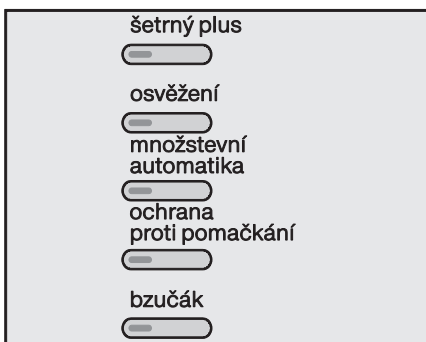 šetrný plus
osvěžení
množstevní
automatika
ochrana
proti pomačkání
bzučák